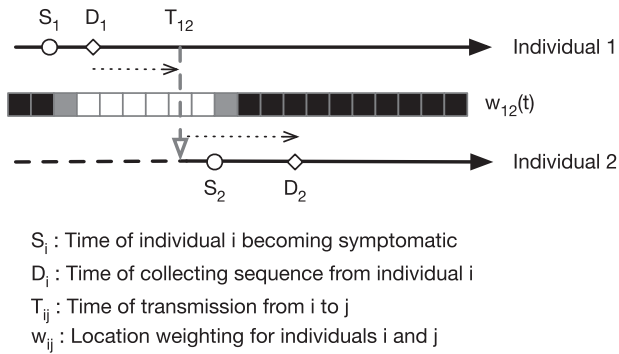 S1 D1 T12
Individual 1
w12(t)
Individual 2
S2 D2
Si : Time of individual i becoming symptomatic
Di : Time of collecting sequence from individual i
Tij : Time of transmission from i to j
wij : Location weighting for individuals i and j